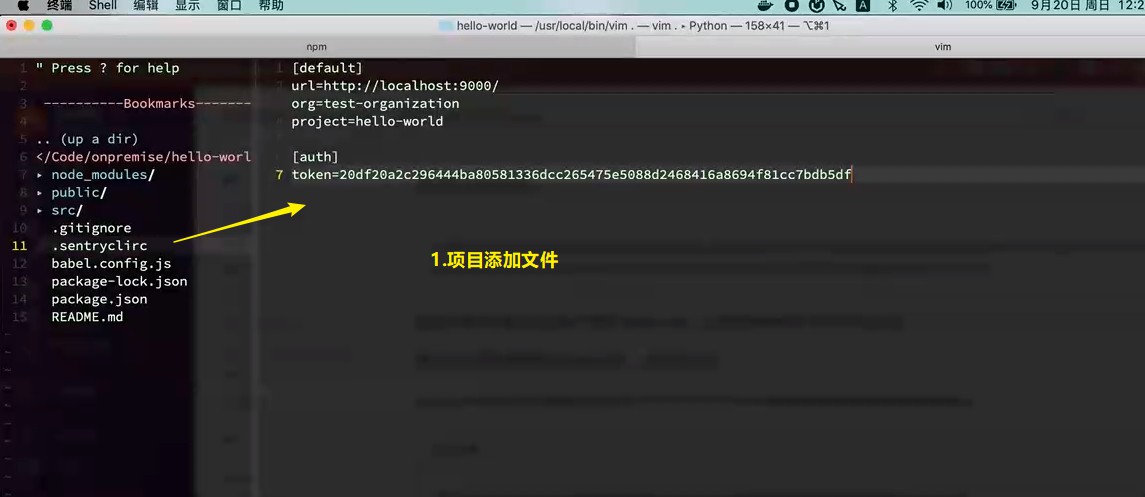 终端 Shell 编辑 显示 窗口 帮助 100% 9月20日 周日 12:2
hello-world — /usr/local/bin/vim . — vim . ▸ Python — 158×41 — ⌥⌘1
npm
vim
1 " Press ? for help
2
3 ----------Bookmarks-------
4
5 .. (up a dir)
6 </Code/onpremise/hello-worl
7 ▸ node_modules/
8 ▸ public/
9 ▸ src/
10 .gitignore
11 .sentryclirc
12 babel.config.js
13 package-lock.json
14 package.json
15 README.md
~
~
~
~
~
~
~
~
~
1 [default]
url=http://localhost:9000/
org=test-organization
project=hello-world
[auth]
7 token=20df20a2c296444ba80581336dcc265475e5088d2468416a8694f81cc7bdb5df
1.项目添加文件